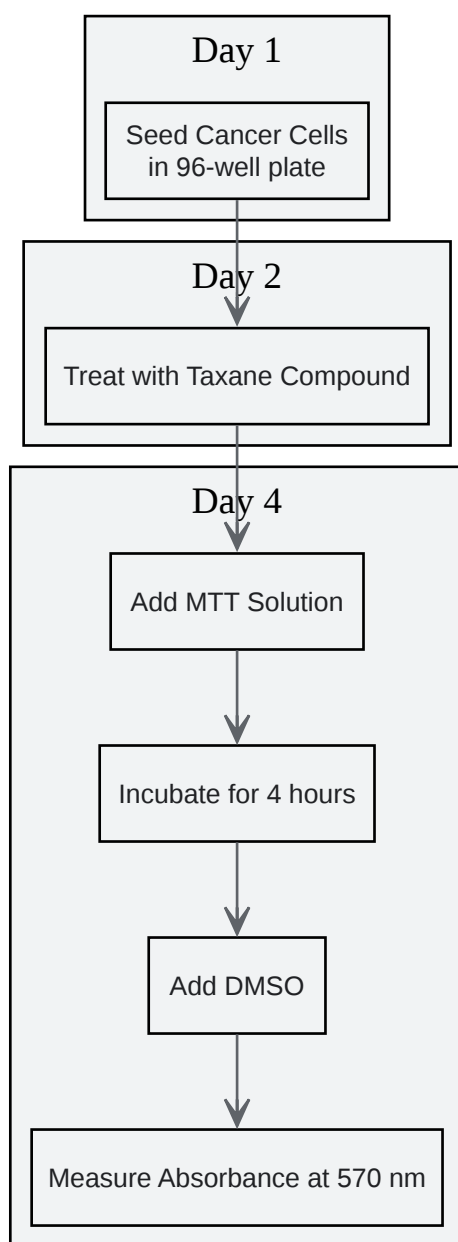 Day 1
Seed Cancer Cells
in 96-well plate
Day 2
Treat with Taxane Compound
Day 4
Add MTT Solution
Incubate for 4 hours
Add DMSO
Measure Absorbance at 570 nm